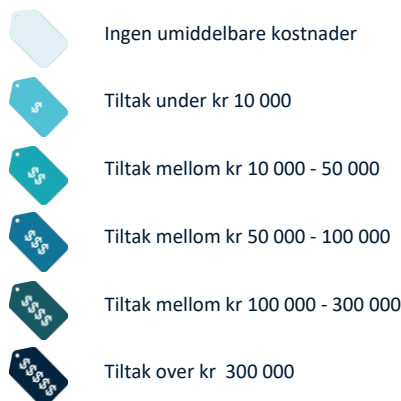 Ingen umiddelbare kostnader
$ Tiltak under kr 10 000
$$ Tiltak mellom kr 10 000 - 50 000
$$$ Tiltak mellom kr 50 000 - 100 000
$$$$ Tiltak mellom kr 100 000 - 300 000
$$$$$ Tiltak over kr  300 000